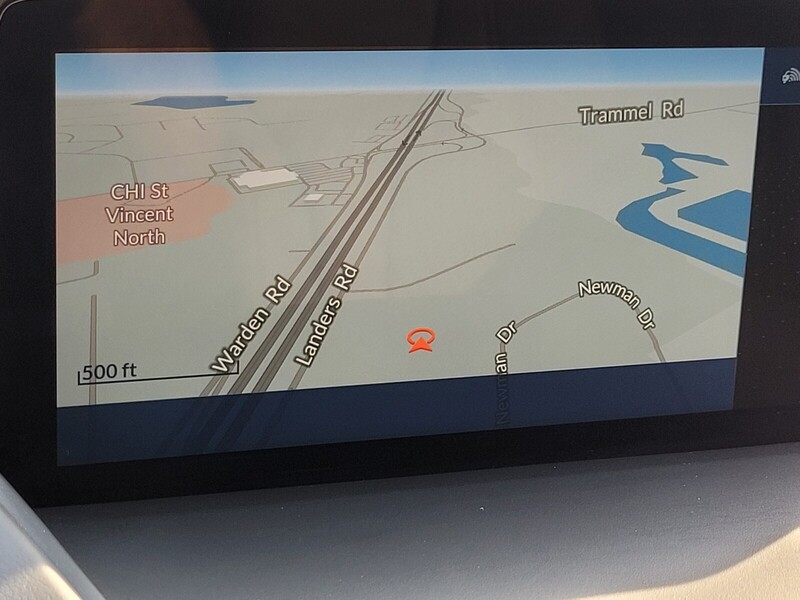 Trammel Rd
CHI St
Vincent
North
Warden Rd
Landers Rd
Newman Dr
Newman Dr
500 ft